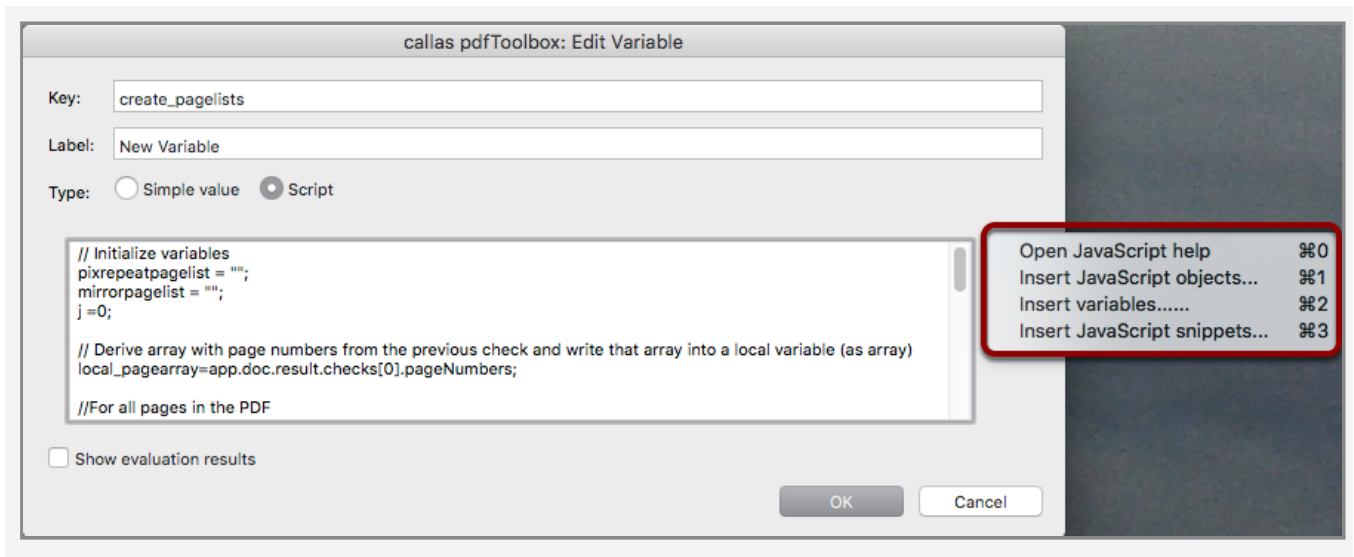 callas pdfToolbox: Edit Variable
Key: create_pagelists
Label: New Variable
Type: Simple value Script
// Initialize variables
pixrepeatpagelist = "";
mirrorpagelist = "";
j =0;
// Derive array with page numbers from the previous check and write that array into a local variable (as array)
local_pagearray=app.doc.result.checks[0].pageNumbers;
//For all pages in the PDF
Open JavaScript help ⌘0
Insert JavaScript objects... ⌘1
Insert variables...... ⌘2
Insert JavaScript snippets... ⌘3
Show evaluation results
OK Cancel